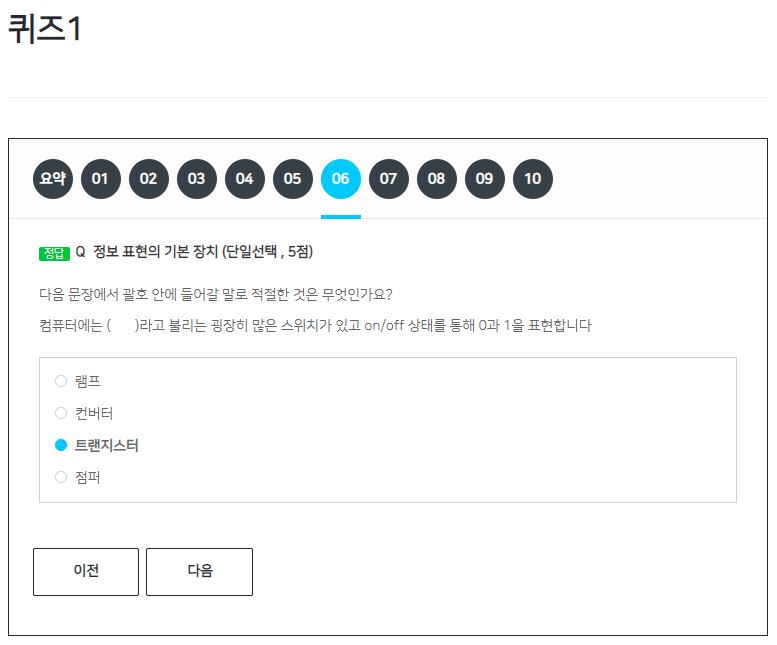 퀴즈1
요약 01 02 03 04 05 06 07 08 09 10
정답 Q 정보 표현의 기본 장치 (단일선택 , 5점)
다음 문장에서 괄호 안에 들어갈 말로 적절한 것은 무엇인가요?
컴퓨터에는 ( )라고 불리는 굉장히 많은 스위치가 있고 on/off 상태를 통해 0과 1을 표현합니다
램프
컨버터
트랜지스터
점퍼
이전 다음